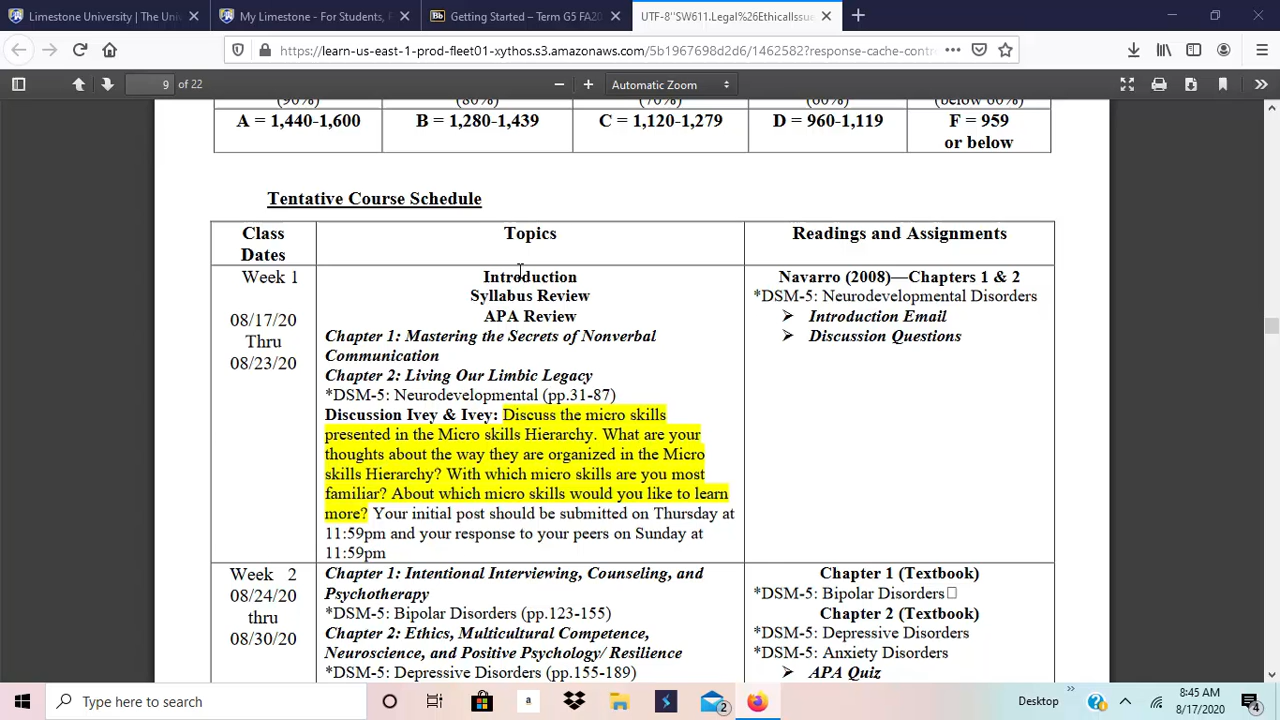 Limestone University | The Uni
My Limestone - For Students, F
Bb Getting Started – Term G5 FA20
UTF-8''SW611.Legal%26EthicalIssue
https://learn-us-east-1-prod-fleet01-xythos.s3.amazonaws.com/5b1967698c2d6/1462582?response-cache-contr
9 of 22
Automatic Zoom
(90%) (80%) (70%) (60%) (below 60%)
A = 1,440-1,600 B = 1,280-1,439 C = 1,120-1,279 D = 960-1,119 F = 959
or below
Tentative Course Schedule
Class
Dates
Topics
Readings and Assignments
Week 1
08/17/20
Thru
08/23/20
Introduction
Syllabus Review
APA Review
Chapter 1: Mastering the Secrets of Nonverbal
Communication
Chapter 2: Living Our Limbic Legacy
*DSM-5: Neurodevelopmental (pp.31-87)
Discussion Ivey & Ivey: Discuss the micro skills
presented in the Micro skills Hierarchy. What are your
thoughts about the way they are organized in the Micro
skills Hierarchy? With which micro skills are you most
familiar? About which micro skills would you like to learn
more? Your initial post should be submitted on Thursday at
11:59pm and your response to your peers on Sunday at
11:59pm
Navarro (2008)—Chapters 1 & 2
*DSM-5: Neurodevelopmental Disorders
➢ Introduction Email
➢ Discussion Questions
Week 2
08/24/20
thru
08/30/20
Chapter 1: Intentional Interviewing, Counseling, and
Psychotherapy
*DSM-5: Bipolar Disorders (pp.123-155)
Chapter 2: Ethics, Multicultural Competence,
Neuroscience, and Positive Psychology/ Resilience
*DSM-5: Depressive Disorders (pp.155-189)
Chapter 1 (Textbook)
*DSM-5: Bipolar Disorders□
Chapter 2 (Textbook)
*DSM-5: Depressive Disorders
*DSM-5: Anxiety Disorders
➢ APA Quiz
Type here to search
a
2
Desktop
8:45 AM
8/17/2020
4